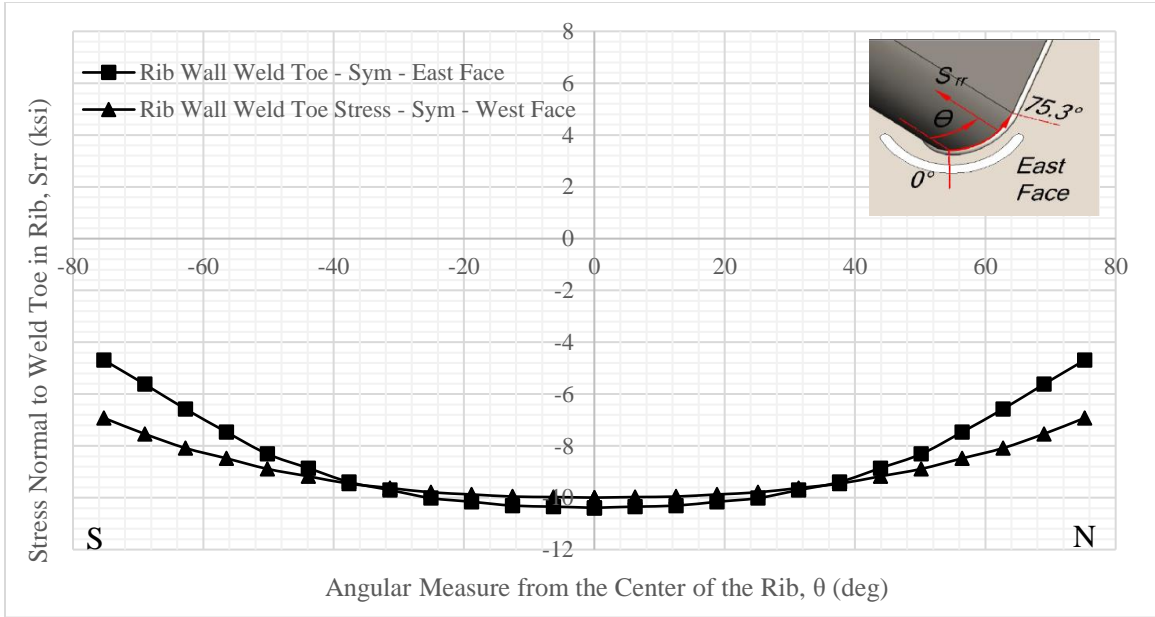 8
6
4
2
0
-2
-4
-6
-8
-10
-12
-80
-60
-40
-20
0
20
40
60
80
Rib Wall Weld Toe - Sym - East Face
Rib Wall Weld Toe Stress - Sym - West Face
Srr
75.3°
Θ
0°
East
Face
S
N
Stress Normal to Weld Toe in Rib, Srr (ksi)
Angular Measure from the Center of the Rib, θ (deg)